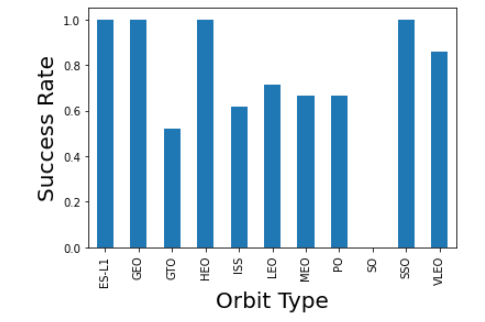 1.0
0.8
0.6
0.4
0.2
0.0
Success Rate
ES-L1
GEO
GTO
HEO
ISS
LEO
MEO
PO
SO
SSO
VLEO
Orbit Type